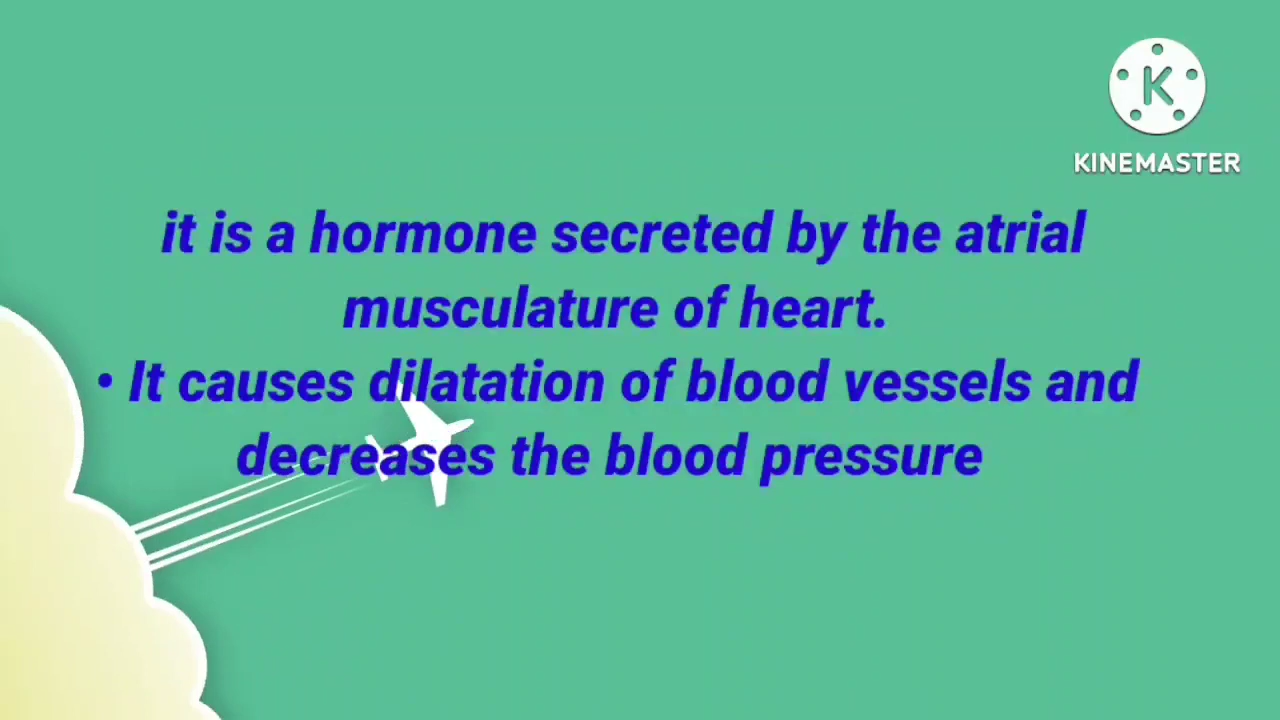 K
KINEMASTER
it is a hormone secreted by the atrial
musculature of heart.
• It causes dilatation of blood vessels and
decreases the blood pressure